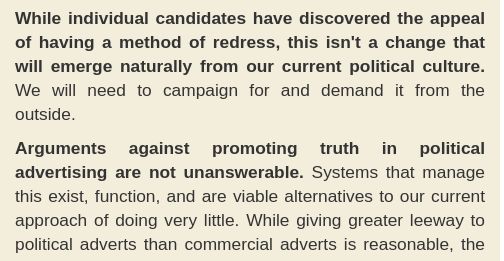 While individual candidates have discovered the appeal
of having a method of redress, this isn't a change that
will emerge naturally from our current political culture.
We will need to campaign for and demand it from the
outside.
Arguments against promoting truth in political
advertising are not unanswerable. Systems that manage
this exist, function, and are viable alternatives to our current
approach of doing very little. While giving greater leeway to
political adverts than commercial adverts is reasonable, the